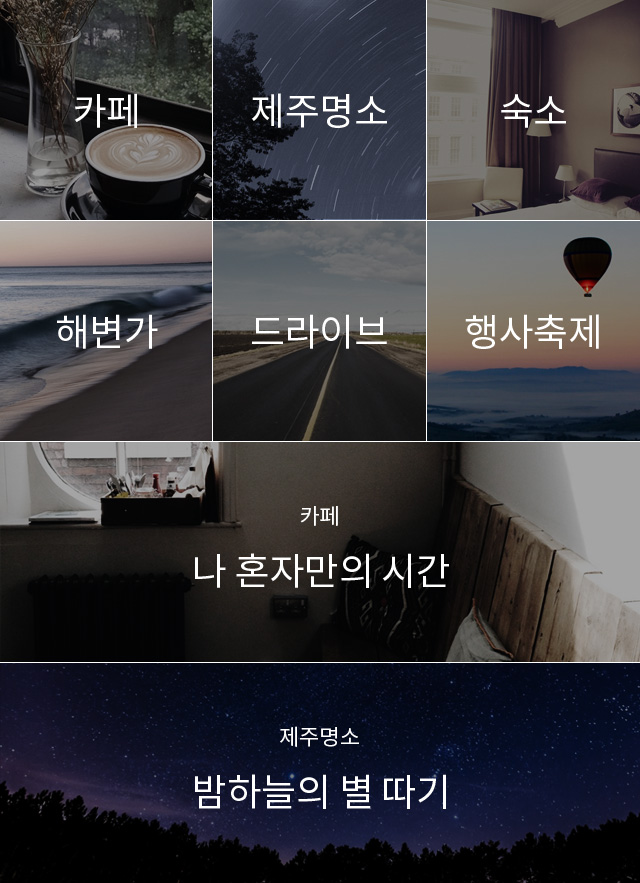 카페
제주명소
숙소
해변가
드라이브
행사축제
카페
나 혼자만의 시간
제주명소
밤하늘의 별 따기